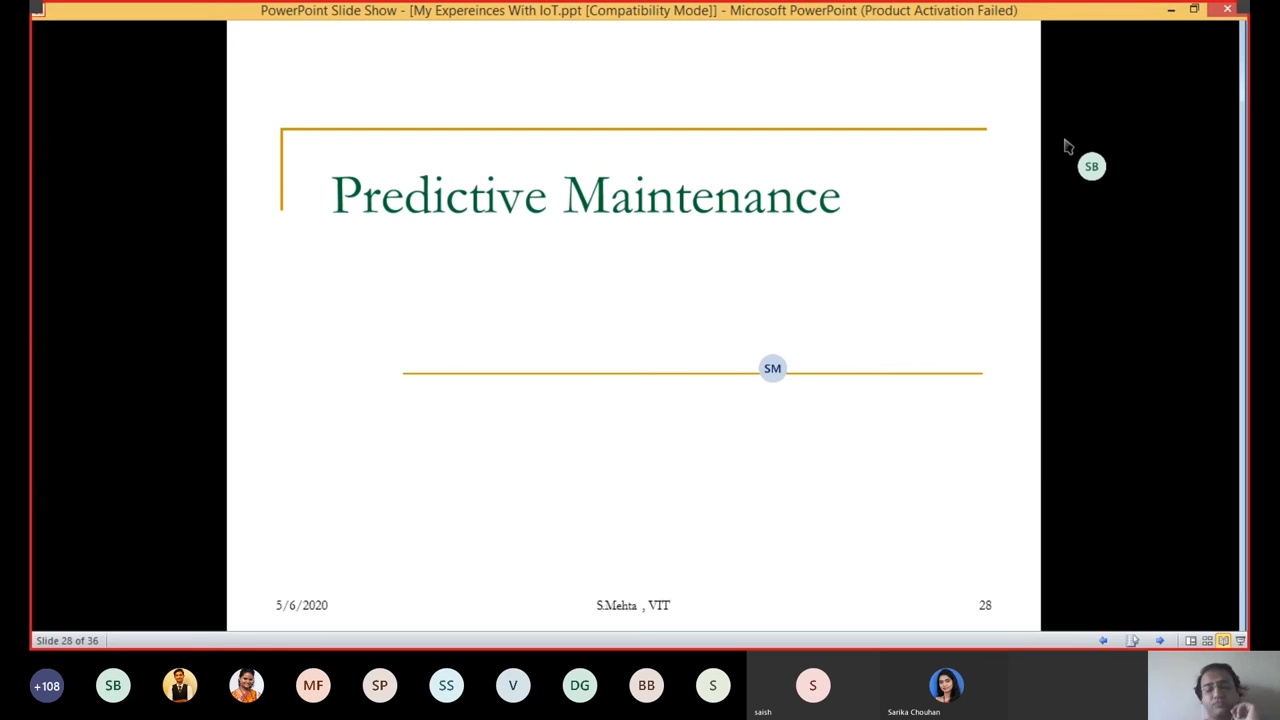 PowerPoint Slide Show - [My Expereinces With IoT.ppt [Compatibility Mode]] - Microsoft PowerPoint (Product Activation Failed)
SB
Predictive Maintenance
SM
5/6/2020 S.Mehta , VIT 28
Slide 28 of 36
+108 SB MF SP SS V DG BB S S
saish Sarika Chouhan